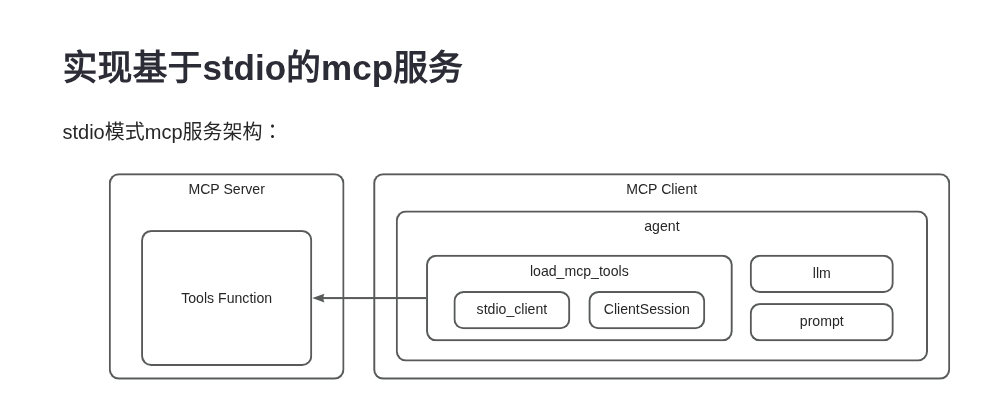 实现基于stdio的mcp服务
stdio模式mcp服务架构：
MCP Server
Tools Function
MCP Client
agent
load_mcp_tools
stdio_client
ClientSession
llm
prompt